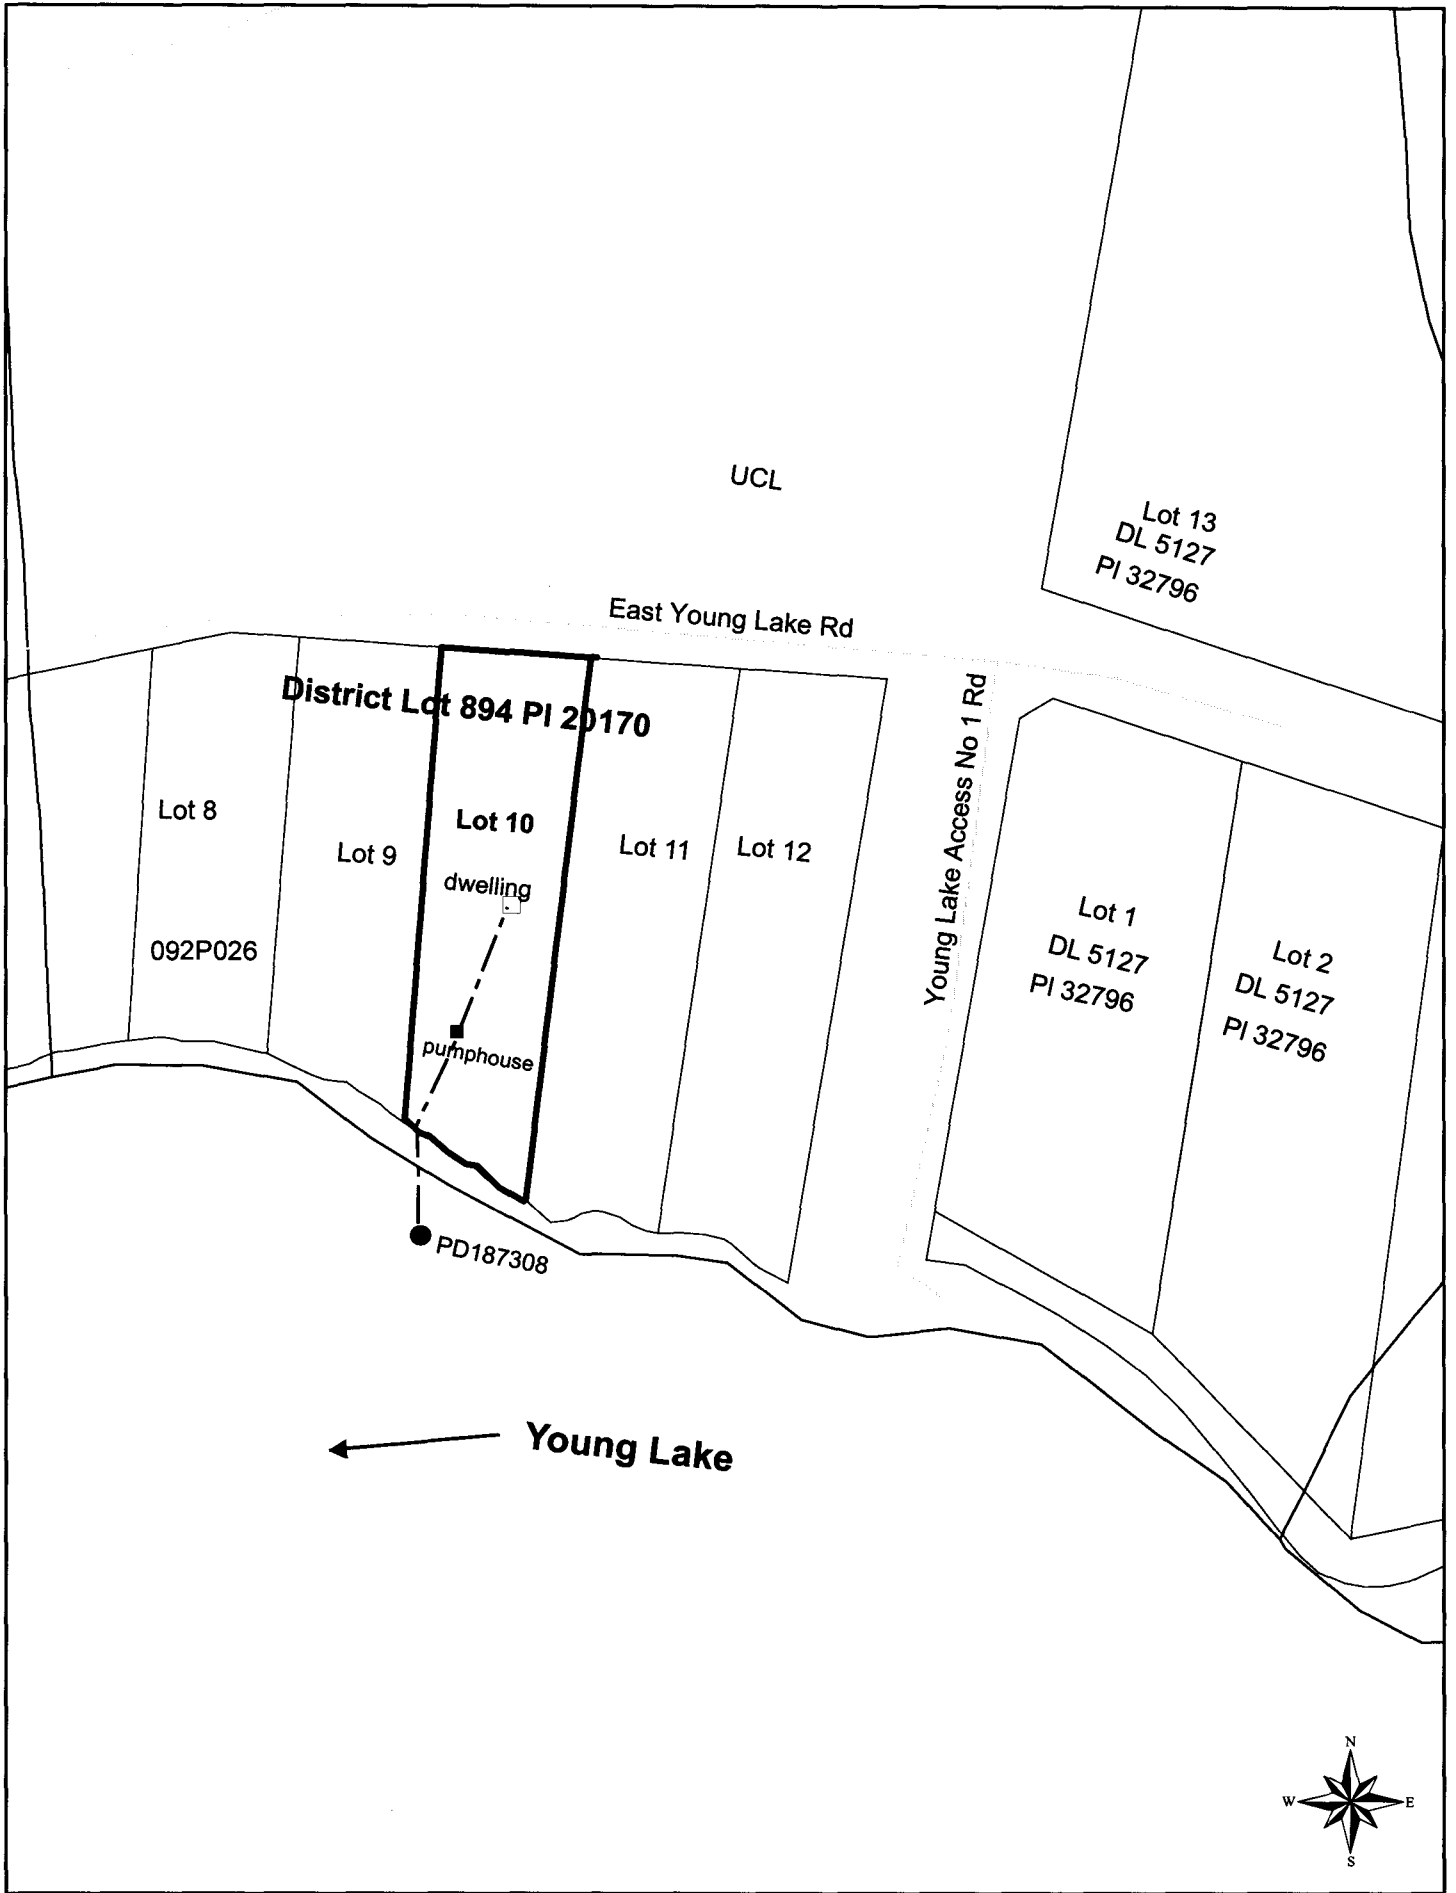 UCL
Lot 13
DL 5127
Pl 32796
East Young Lake Rd
District Lot 894 Pl 20170
Young Lake Access No 1 Rd
Lot 8
Lot 9
Lot 10
Lot 11
Lot 12
dwelling
092P026
pumphouse
Lot 1
DL 5127
Pl 32796
Lot 2
DL 5127
Pl 32796
PD187308
Young Lake
N
W
E
S